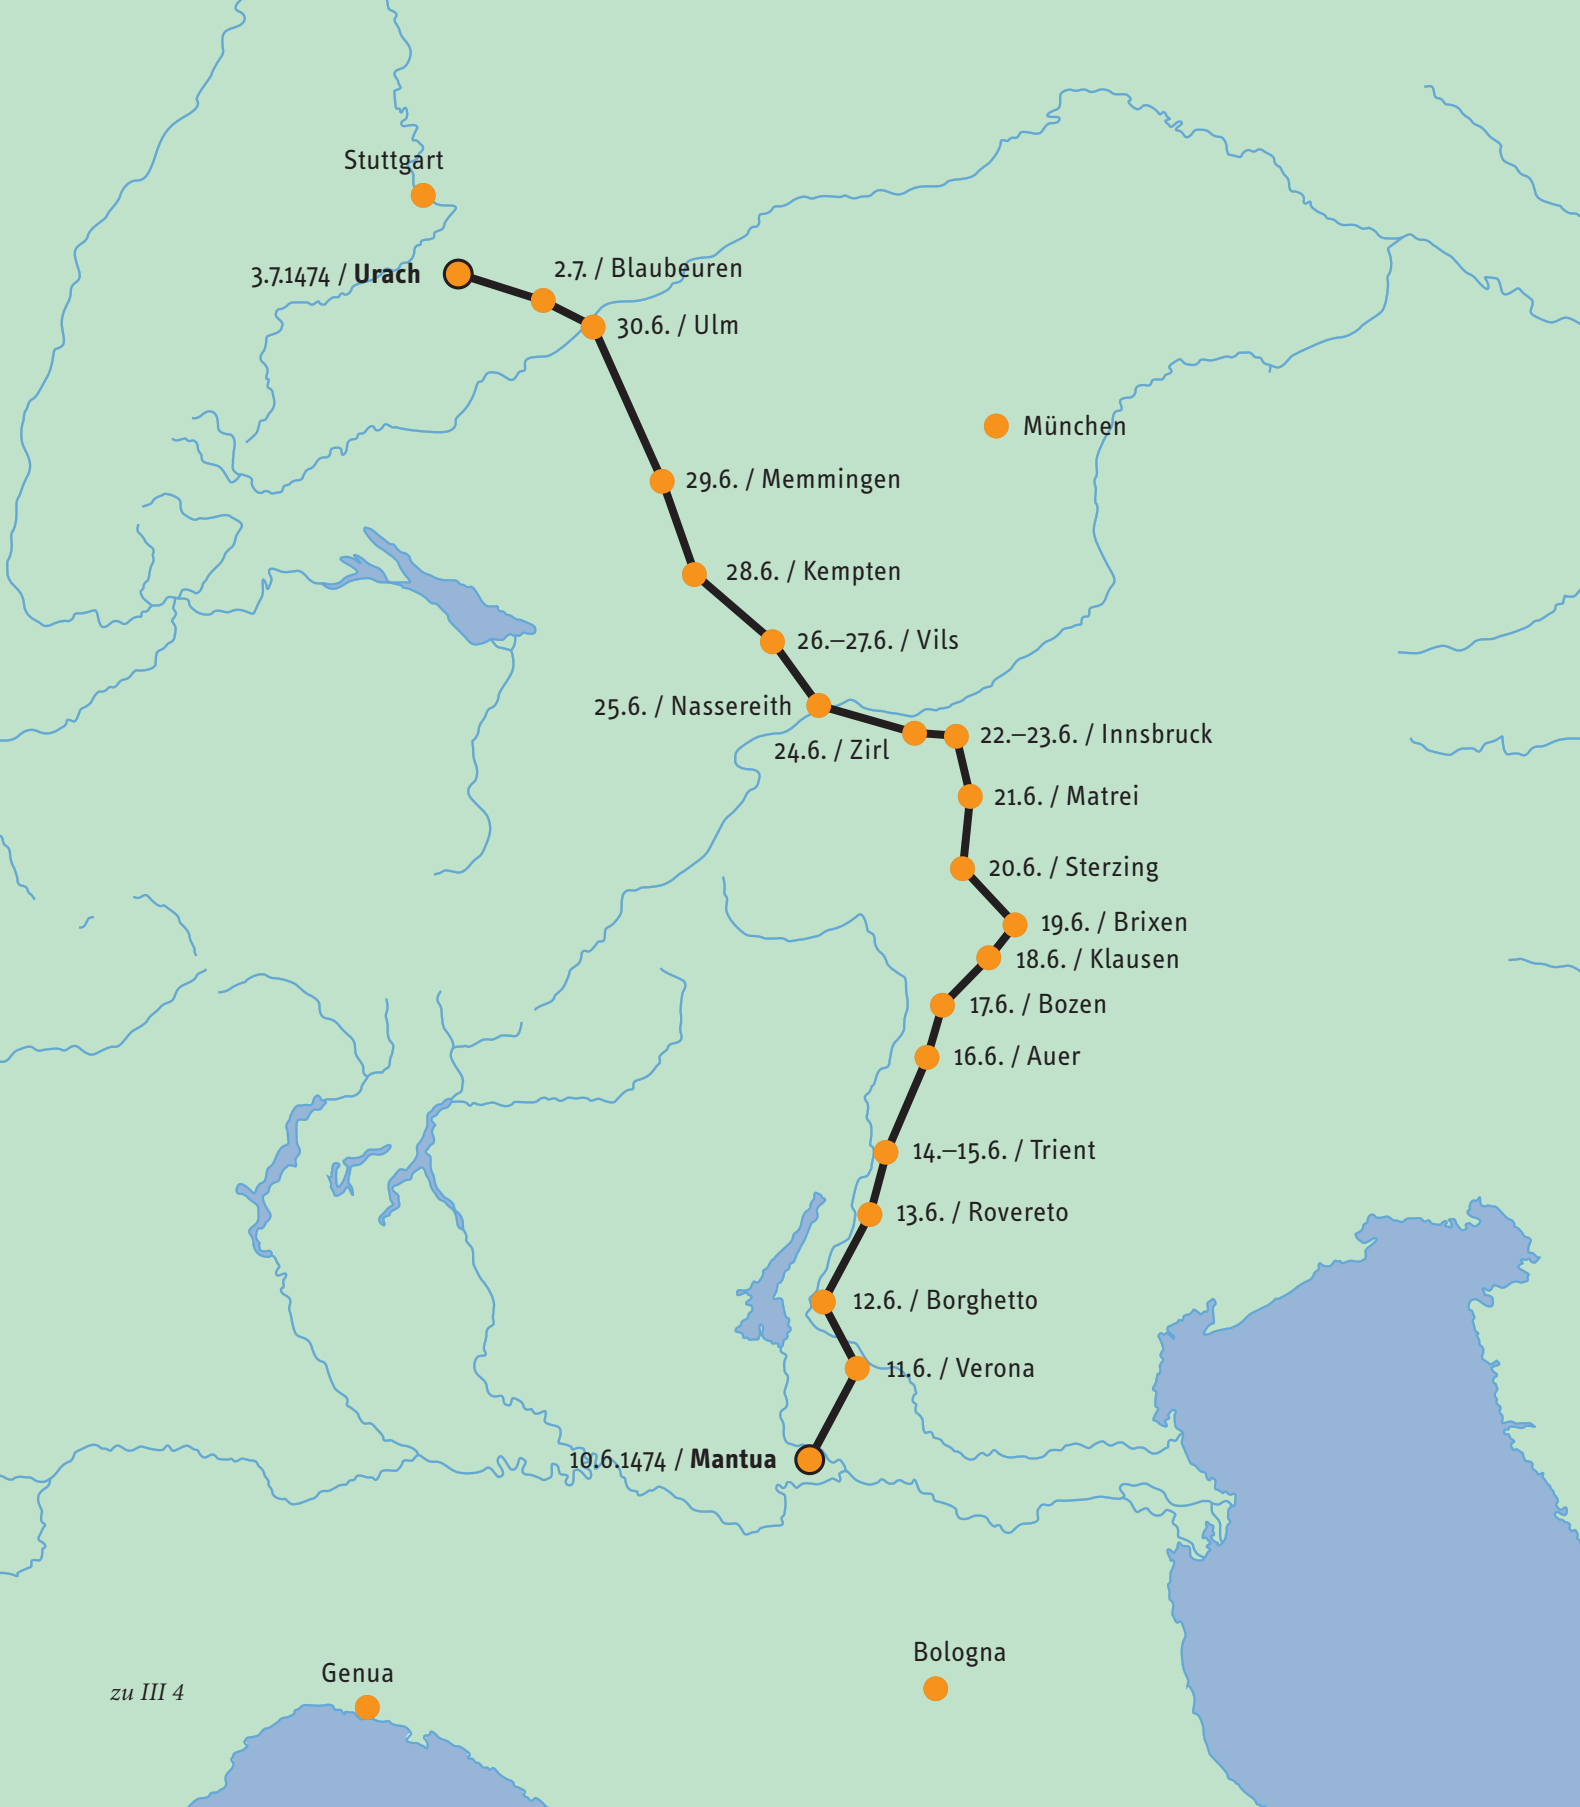 Stuttgart
3.7.1474 / Urach
2.7. / Blaubeuren
30.6. / Ulm
München
29.6. / Memmingen
28.6. / Kempten
26.–27.6. / Vils
25.6. / Nassereith
24.6. / Zirl
22.–23.6. / Innsbruck
21.6. / Matrei
20.6. / Sterzing
19.6. / Brixen
18.6. / Klausen
17.6. / Bozen
16.6. / Auer
14.–15.6. / Trient
13.6. / Rovereto
12.6. / Borghetto
11.6. / Verona
10.6.1474 / Mantua
Bologna
Genua
zu III 4